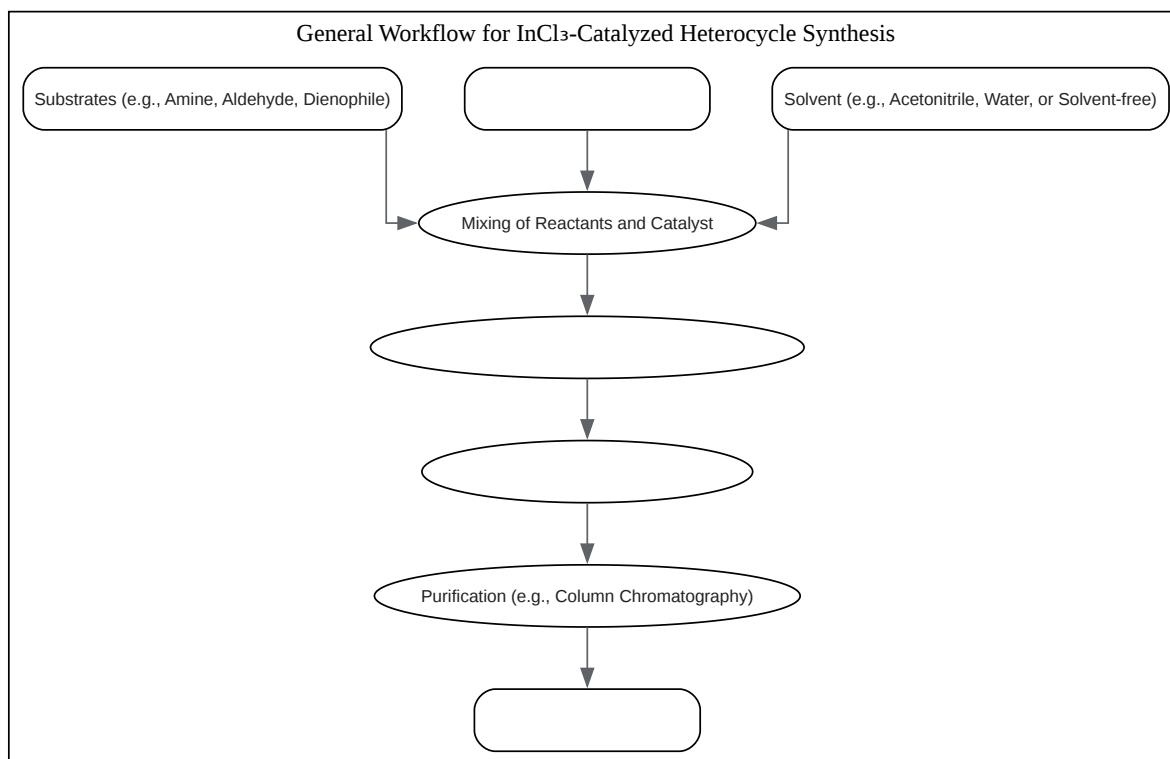 General Workflow for InCl₃-Catalyzed Heterocycle Synthesis
Substrates (e.g., Amine, Aldehyde, Dienophile)
Solvent (e.g., Acetonitrile, Water, or Solvent-free)
Mixing of Reactants and Catalyst
Purification (e.g., Column Chromatography)